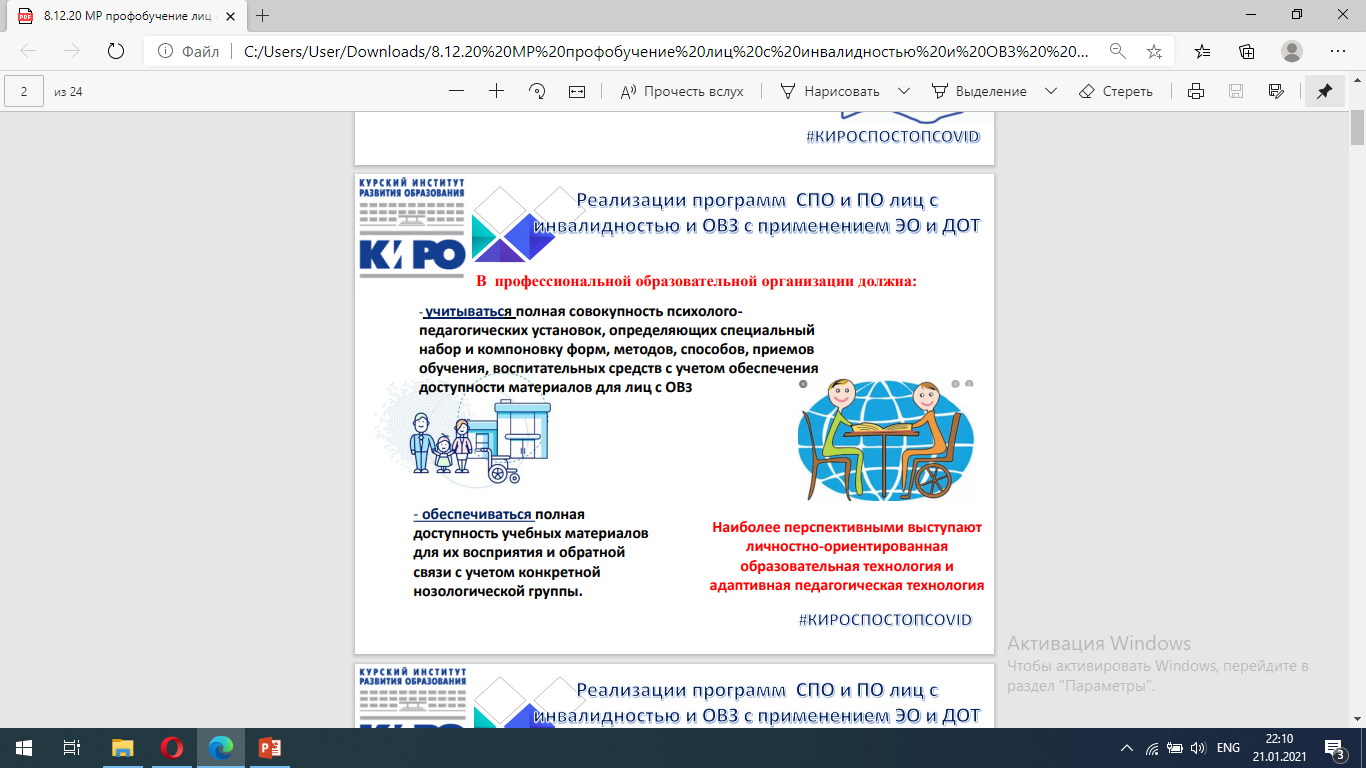 8.12.20 МР профобучение лиц
Файл
C:/Users/User/Downloads/8.12.20%20МР%20профобучение%20лиц%20с%20инвалидностью%20и%20ОВЗ%20%20...
2 из 24
Прочесть вслух
Нарисовать
Выделение
Стереть
#КИРОСПОСТОПCOVID
КУРСКИЙ ИНСТИТУТ
РАЗВИТИЯ ОБРАЗОВАНИЯ
КИРО
Реализации программ СПО и ПО лиц с
инвалидностью и ОВЗ с применением ЭО и ДОТ
В профессиональной образовательной организации должна:
- учитываться полная совокупность психолого-
педагогических установок, определяющих специальный
набор и компоновку форм, методов, способов, приемов
обучения, воспитательных средств с учетом обеспечения
доступности материалов для лиц с ОВз
- обеспечиваться полная
доступность учебных материалов
для их восприятия и обратной
связи с учетом конкретной
нозологической группы.
Наиболее перспективными выступают
личностно-ориентированная
образовательная технология и
адаптивная педагогическая технология
#КИРОСПОСТОПCOVID
Активация Windows
Чтобы активировать Windows, перейдите в
раздел "Параметры".
КУРСКИЙ ИНСТИТУТ
РАЗВИТИЯ ОБРАЗОВАНИЯ
КИРО
Реализации программ СПО и ПО лиц с
инвалидностью и ОВЗ с применением ЭО и ДОТ
ENG
22:10
21.01.2021
3